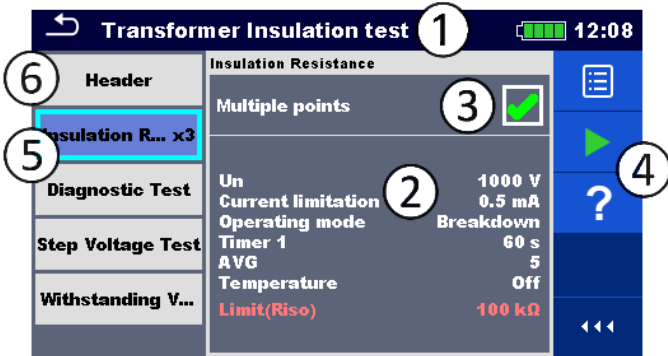 Transformer Insulation test 1 12:08
6 Header
Insulation R... x3
5
Diagnostic Test
Step Voltage Test
Withstanding V...
Insulation Resistance
Multiple points 3
2
Un 1000 V
Current limitation 0.5 mA
Operating mode Breakdown
Timer 1 60 s
AVG 5
Temperature Off
Limit(Riso) 100 kΩ
4
?